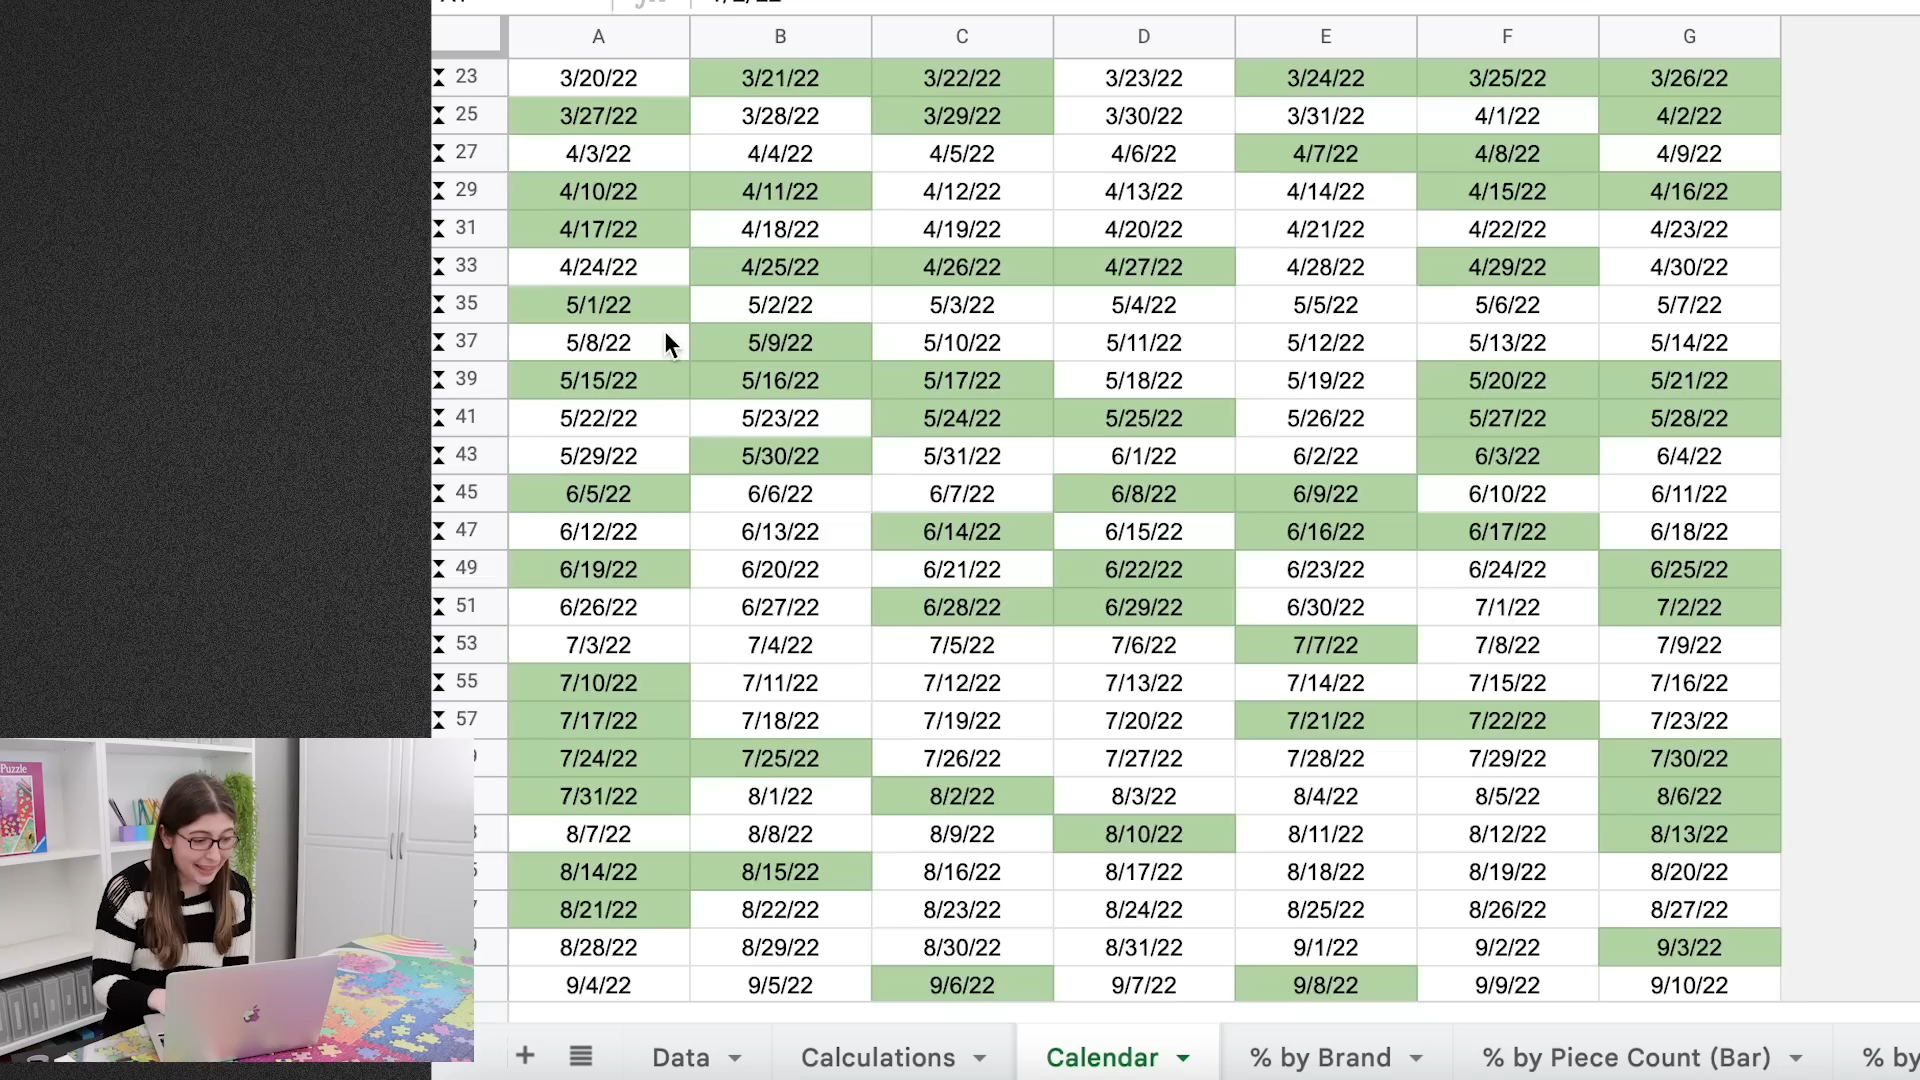 A B C D E F G
23 3/20/22 3/21/22 3/22/22 3/23/22 3/24/22 3/25/22 3/26/22
25 3/27/22 3/28/22 3/29/22 3/30/22 3/31/22 4/1/22 4/2/22
27 4/3/22 4/4/22 4/5/22 4/6/22 4/7/22 4/8/22 4/9/22
29 4/10/22 4/11/22 4/12/22 4/13/22 4/14/22 4/15/22 4/16/22
31 4/17/22 4/18/22 4/19/22 4/20/22 4/21/22 4/22/22 4/23/22
33 4/24/22 4/25/22 4/26/22 4/27/22 4/28/22 4/29/22 4/30/22
35 5/1/22 5/2/22 5/3/22 5/4/22 5/5/22 5/6/22 5/7/22
37 5/8/22 5/9/22 5/10/22 5/11/22 5/12/22 5/13/22 5/14/22
39 5/15/22 5/16/22 5/17/22 5/18/22 5/19/22 5/20/22 5/21/22
41 5/22/22 5/23/22 5/24/22 5/25/22 5/26/22 5/27/22 5/28/22
43 5/29/22 5/30/22 5/31/22 6/1/22 6/2/22 6/3/22 6/4/22
45 6/5/22 6/6/22 6/7/22 6/8/22 6/9/22 6/10/22 6/11/22
47 6/12/22 6/13/22 6/14/22 6/15/22 6/16/22 6/17/22 6/18/22
49 6/19/22 6/20/22 6/21/22 6/22/22 6/23/22 6/24/22 6/25/22
51 6/26/22 6/27/22 6/28/22 6/29/22 6/30/22 7/1/22 7/2/22
53 7/3/22 7/4/22 7/5/22 7/6/22 7/7/22 7/8/22 7/9/22
55 7/10/22 7/11/22 7/12/22 7/13/22 7/14/22 7/15/22 7/16/22
57 7/17/22 7/18/22 7/19/22 7/20/22 7/21/22 7/22/22 7/23/22
7/24/22 7/25/22 7/26/22 7/27/22 7/28/22 7/29/22 7/30/22
7/31/22 8/1/22 8/2/22 8/3/22 8/4/22 8/5/22 8/6/22
8/7/22 8/8/22 8/9/22 8/10/22 8/11/22 8/12/22 8/13/22
8/14/22 8/15/22 8/16/22 8/17/22 8/18/22 8/19/22 8/20/22
8/21/22 8/22/22 8/23/22 8/24/22 8/25/22 8/26/22 8/27/22
8/28/22 8/29/22 8/30/22 8/31/22 9/1/22 9/2/22 9/3/22
9/4/22 9/5/22 9/6/22 9/7/22 9/8/22 9/9/22 9/10/22
Puzzle
+ Data Calculations Calendar % by Brand % by Piece Count (Bar) % by